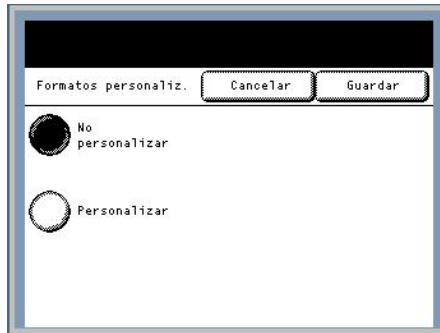 Formatos personaliz.
Cancelar
Guardar
No
personalizar
Personalizar